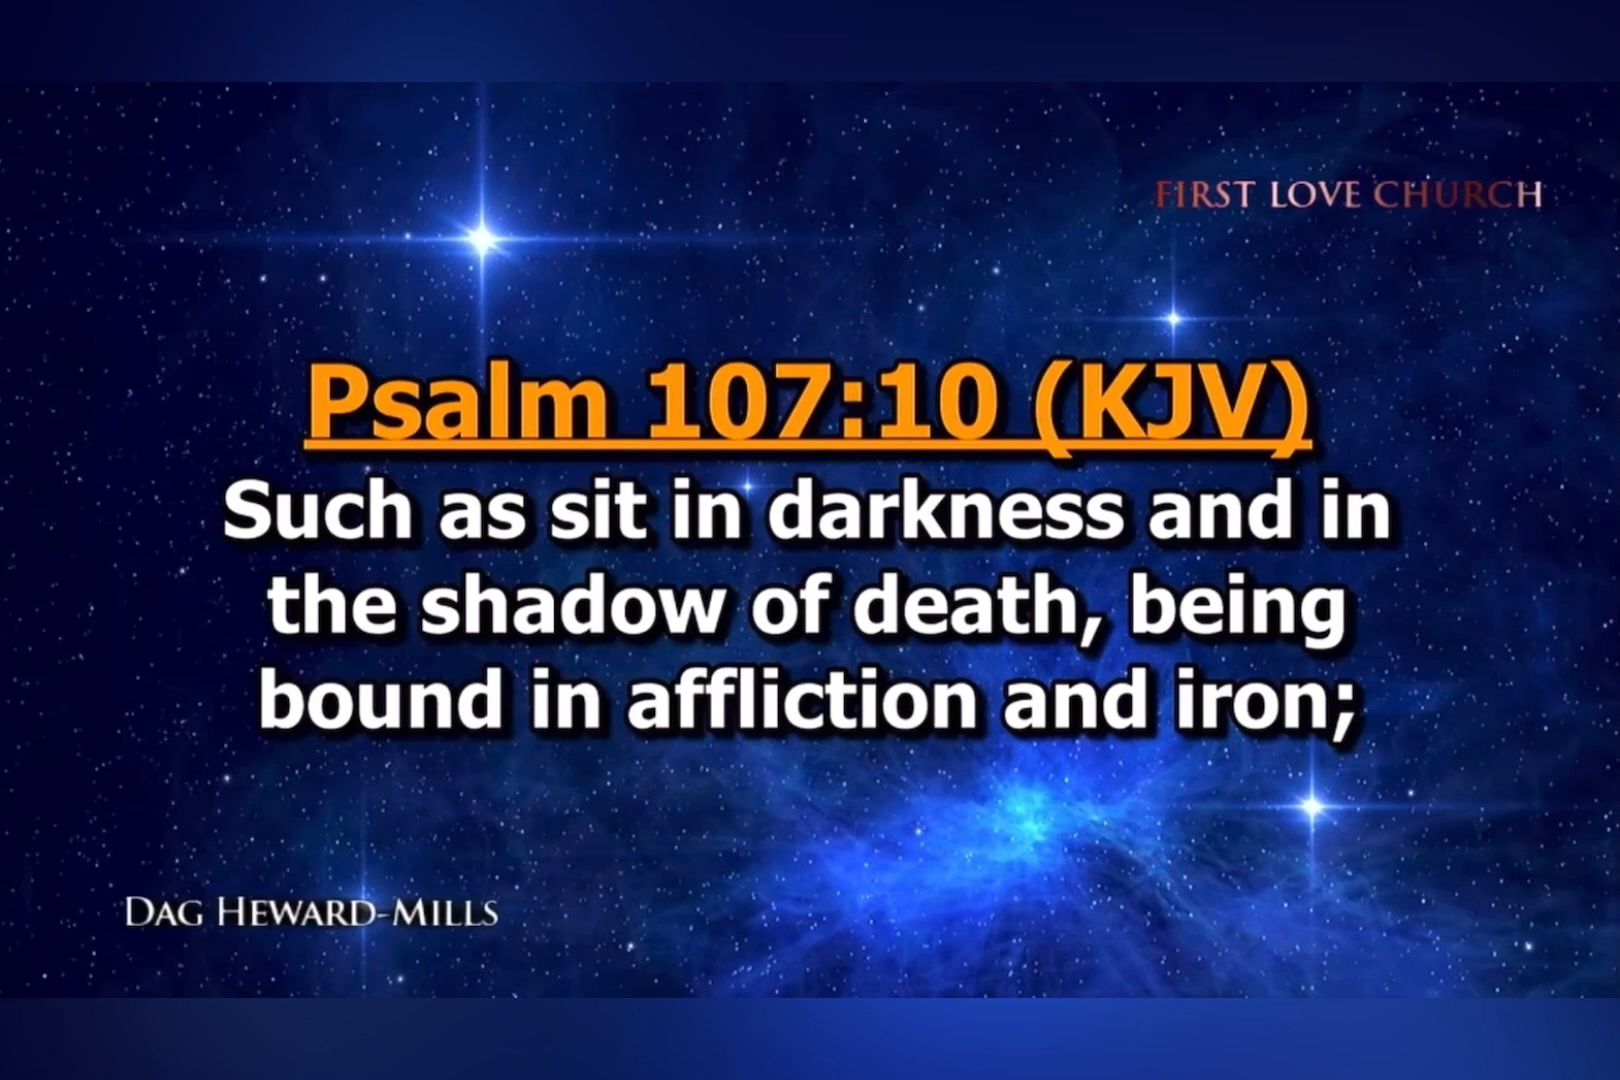 FIRST LOVE CHURCH
Psalm 107:10 (KJV)
Such as sit in darkness and in
the shadow of death, being
bound in affliction and iron;
DAG HEWARD-MILLS